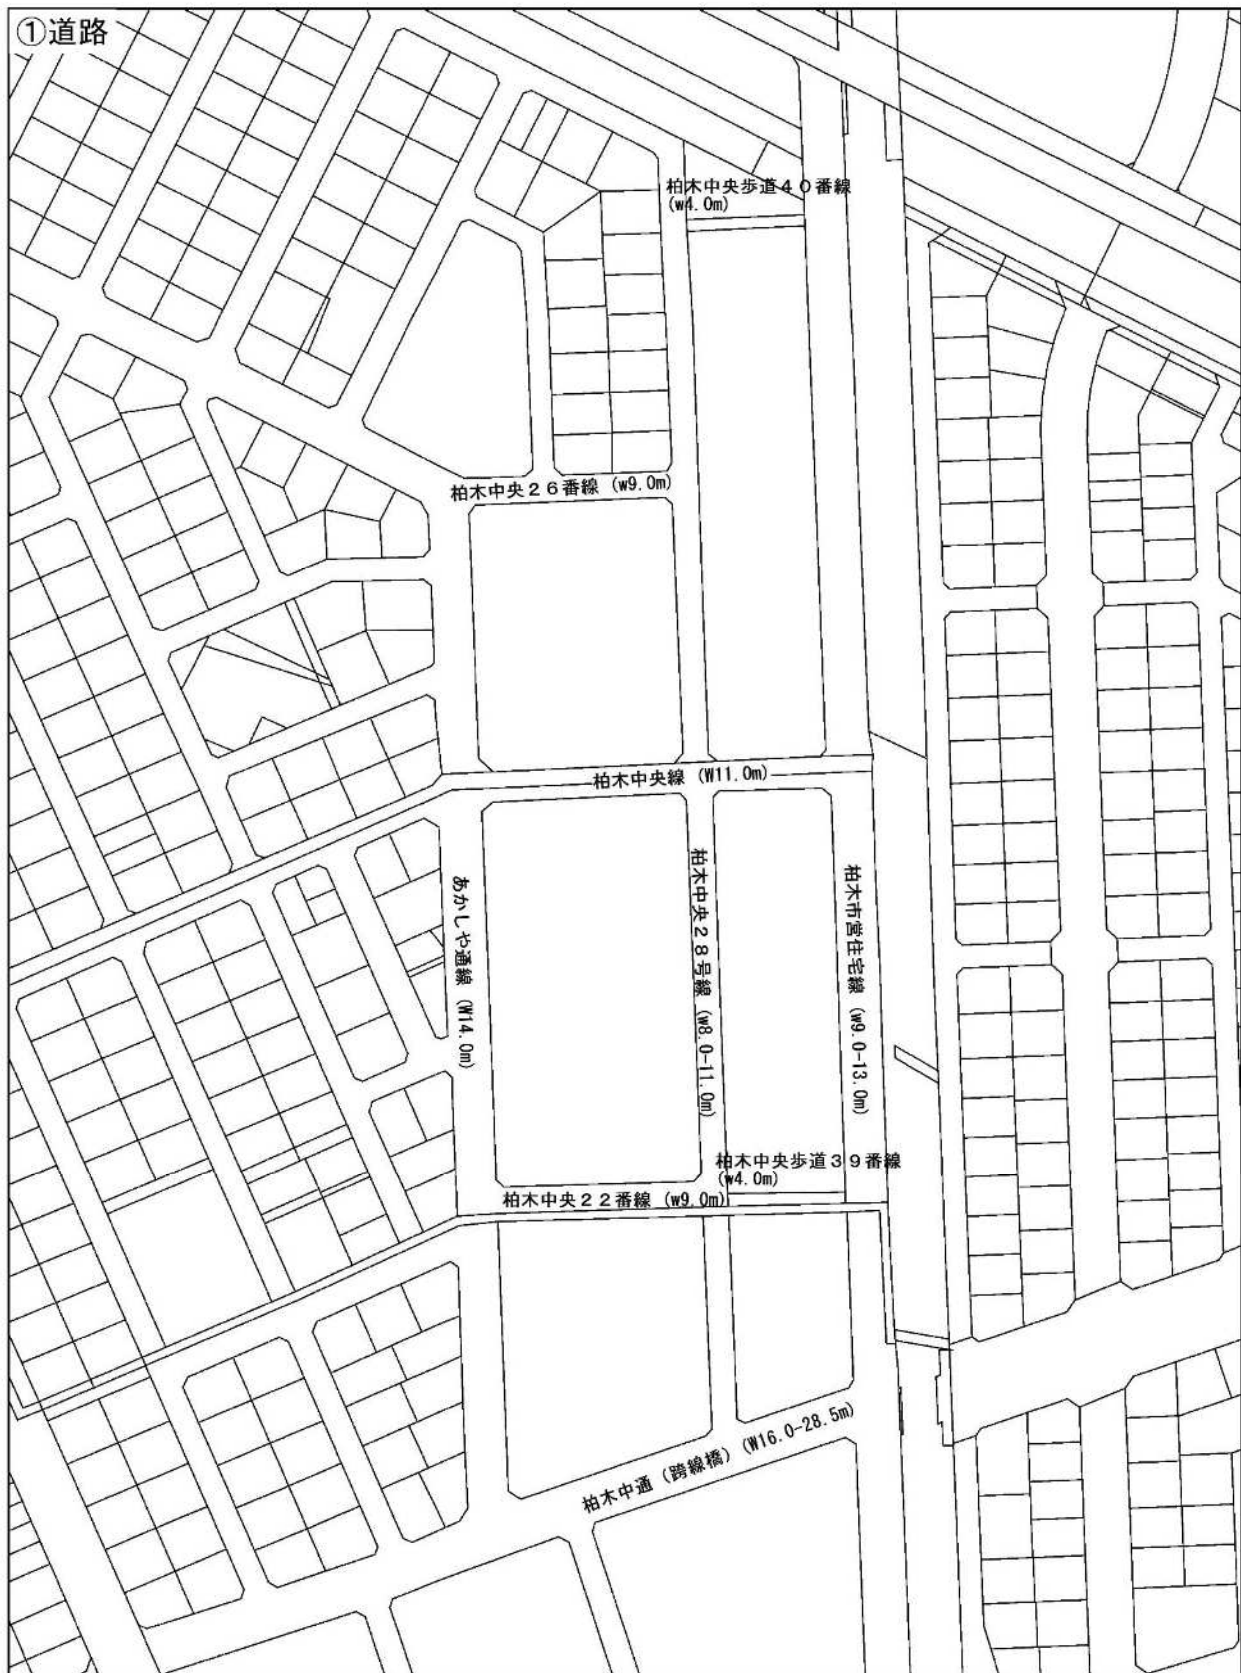 ①道路
柏木中央歩道40番線
(w4.0m)
柏木中央26番線 (w9.0m)
柏木中央線 (W11.0m)
あかしや通線 (W14.0m)
柏木中央28号線 (w8.0-11.0m)
柏木市営住宅線 (w9.0-13.0m)
柏木中央歩道39番線
(w4.0m)
柏木中央22番線 (w9.0m)
柏木中通 (跨線橋) (W16.0-28.5m)